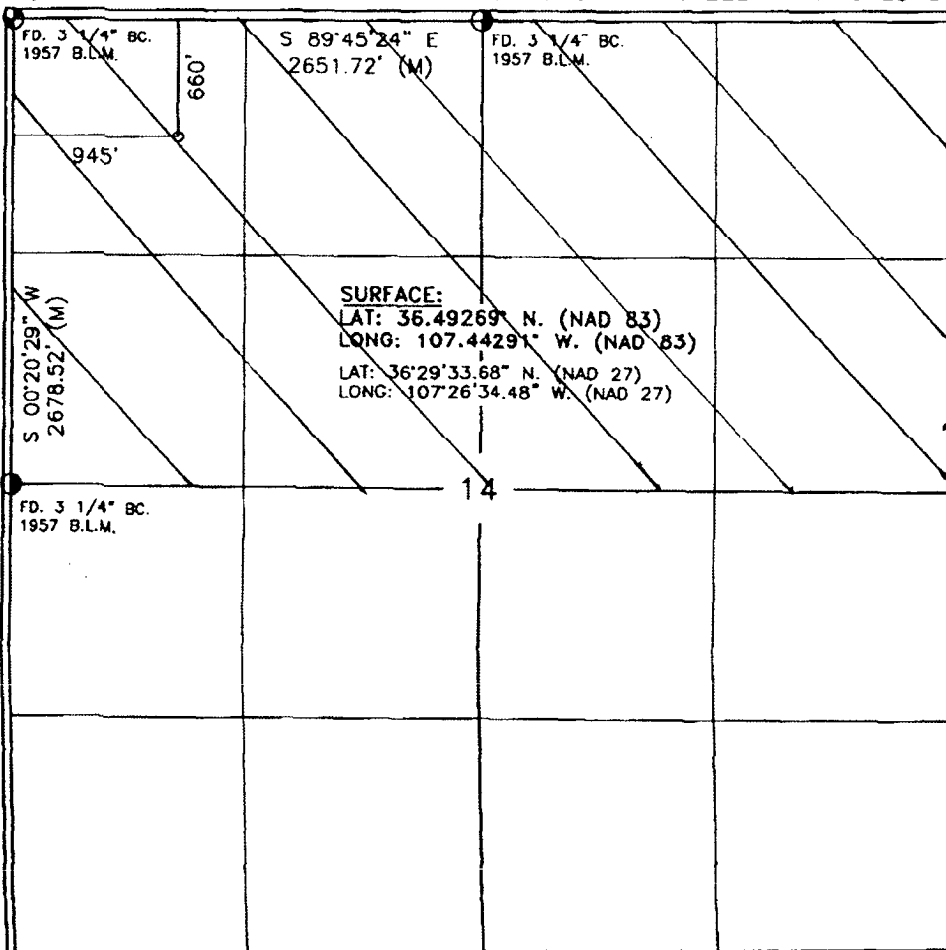 FD. 3 1/4" BC.
1957 B.L.M.
660'
S 89°45'24" E
2651.72' (M)
FD. 3 1/4" BC.
1957 B.L.M.
945'
S 00°20'29" W
2678.52' (M)
SURFACE:
LAT: 36.49269° N. (NAD 83)
LONG: 107.44291° W. (NAD 83)
LAT: 36°29'33.68" N. (NAD 27)
LONG: 107°26'34.48" W. (NAD 27)
14
FD. 3 1/4" BC.
1957 B.L.M.